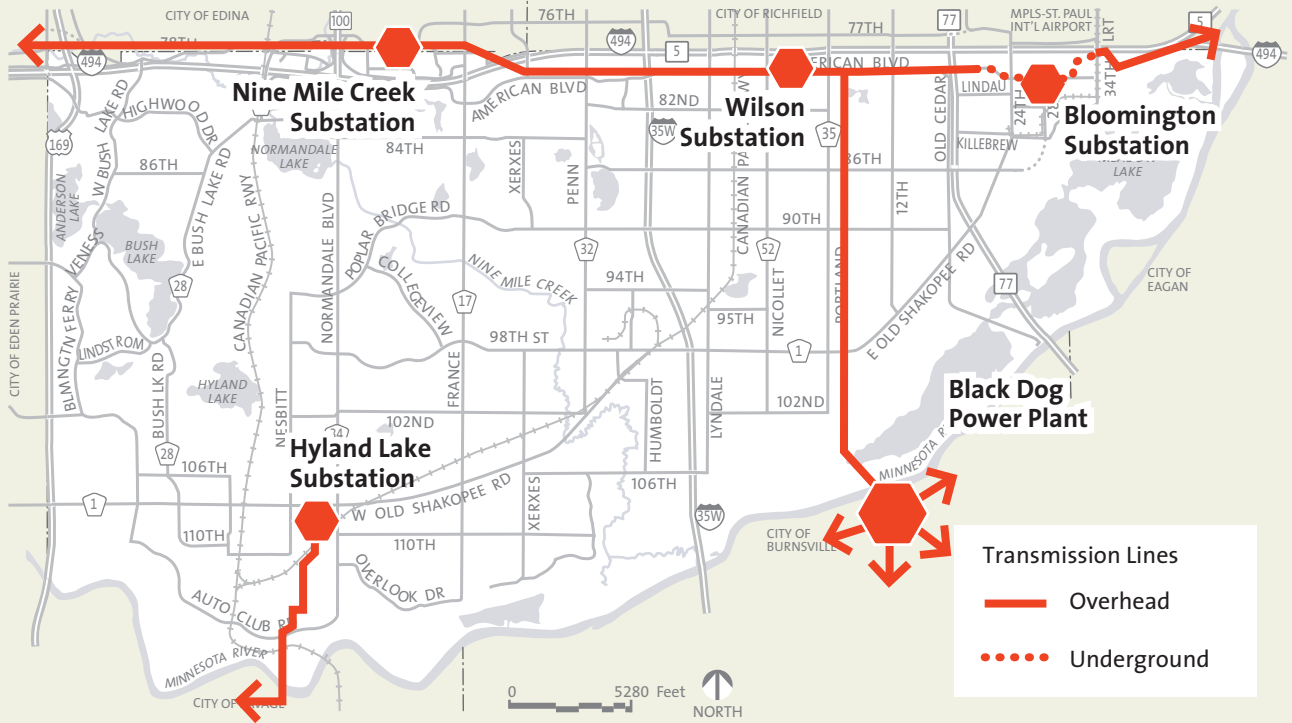 CITY OF EDINA
100
76TH
CITY OF RICHFIELD
77
MPLS-ST. PAUL
INT'L AIRPORT
34TH
LRT
5
494
78TH
494
494
5
77TH
AMERICAN BLVD
ERICAN BLVD
Nine Mile Creek
Substation
Wilson
Substation
Bloomington
Substation
LINDAU
24TH
28
KILLEBREW
LAKE
W BUSH LAKE RD
HIGHWOOD DR
169
86TH
NORMANDALE
LAKE
84TH
82ND
35W
35
86TH
OLD CEDAR
12TH
ANDERSON
LAKE
E BUSH LAKE RD
CANADIAN PACIFIC RWY
NORMANDALE BLVD
POPLAR BRIDGE RD
XERXES
PENN
CANADIAN PA
90TH
BUSH
LAKE
VENESS
28
COLLEGEVIEW
17
NINE MILE CREEK
32
52
94TH
95TH
NICOLLET
PORTLAND
E OLD SHAKOPEE RD
77
CITY OF
EAGAN
CITY OF EDEN PRAIRIE
BLMNGTN FERRY
LINDSTROM
98TH ST
1
BUSH LK RD
HYLAND
LAKE
NESBITT
FRANCE
HUMBOLDT
LYNDALE
102ND
102ND
34
Black Dog
Power Plant
Hyland Lake
Substation
28
106TH
106TH
1
W OLD SHAKOPEE RD
XERXES
35W
MINNESOTA RI
CITY OF
BURNSVILLE
110TH
110TH
OVERLOOK DR
AUTO CLUB R
MINNESOTA RIVER
CITY OF SAVAGE
0 5280 Feet
NORTH
Transmission Lines
Overhead
Underground